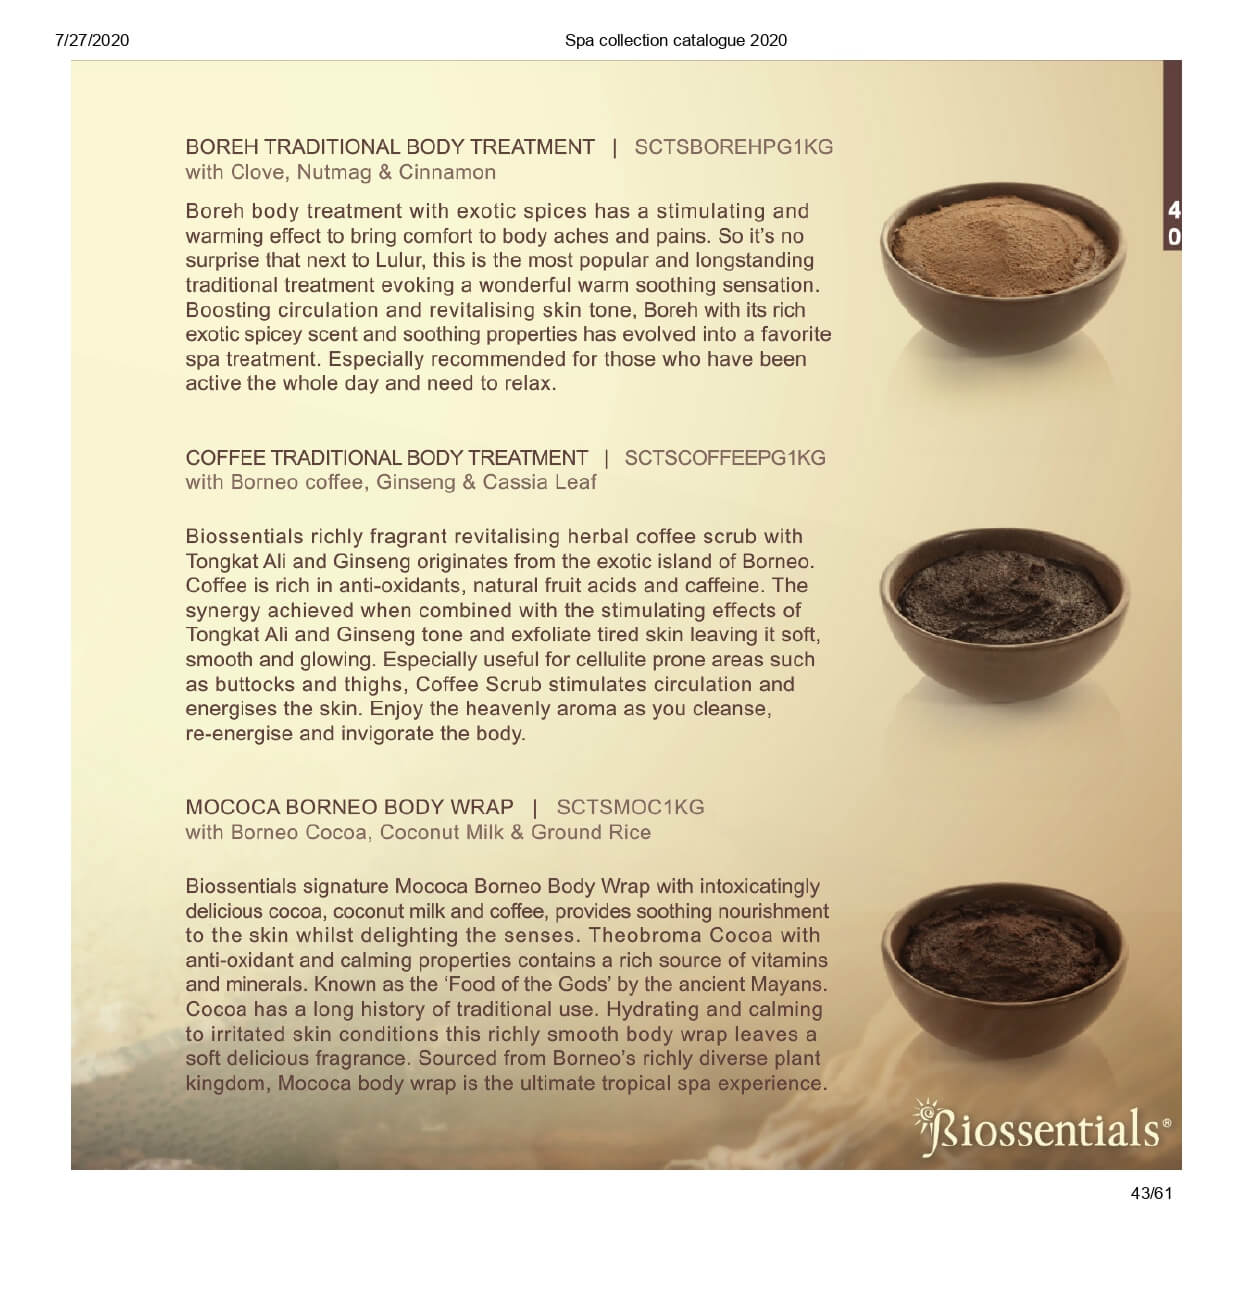 7/27/2020
Spa collection catalogue 2020
4
0
BOREH TRADITIONAL BODY TREATMENT | SCTSBOREHPG1KG
with Clove, Nutmag & Cinnamon
Boreh body treatment with exotic spices has a stimulating and
warming effect to bring comfort to body aches and pains. So it's no
surprise that next to Lulur, this is the most popular and longstanding
traditional treatment evoking a wonderful warm soothing sensation.
Boosting circulation and revitalising skin tone, Boreh with its rich
exotic spicey scent and soothing properties has evolved into a favorite
spa treatment. Especially recommended for those who have been
active the whole day and need to relax.
COFFEE TRADITIONAL BODY TREATMENT | SCTSCOFFEEPG1KG
with Borneo coffee, Ginseng & Cassia Leaf
Biossentials richly fragrant revitalising herbal coffee scrub with
Tongkat Ali and Ginseng originates from the exotic island of Borneo.
Coffee is rich in anti-oxidants, natural fruit acids and caffeine. The
synergy achieved when combined with the stimulating effects of
Tongkat Ali and Ginseng tone and exfoliate tired skin leaving it soft,
smooth and glowing. Especially useful for cellulite prone areas such
as buttocks and thighs, Coffee Scrub stimulates circulation and
energises the skin. Enjoy the heavenly aroma as you cleanse,
re-energise and invigorate the body.
MOCOCA BORNEO BODY WRAP | SCTSMOC1KG
with Borneo Cocoa, Coconut Milk & Ground Rice
Biossentials signature Mococa Borneo Body Wrap with intoxicatingly
delicious cocoa, coconut milk and coffee, provides soothing nourishment
to the skin whilst delighting the senses. Theobroma Cocoa with
anti-oxidant and calming properties contains a rich source of vitamins
and minerals. Known as the ‘Food of the Gods’ by the ancient Mayans.
Cocoa has a long history of traditional use. Hydrating and calming
to irritated skin conditions this richly smooth body wrap leaves a
soft delicious fragrance. Sourced from Borneo’s richly diverse plant
kingdom, Mococa body wrap is the ultimate tropical spa experience.
Biossentials®
43/61